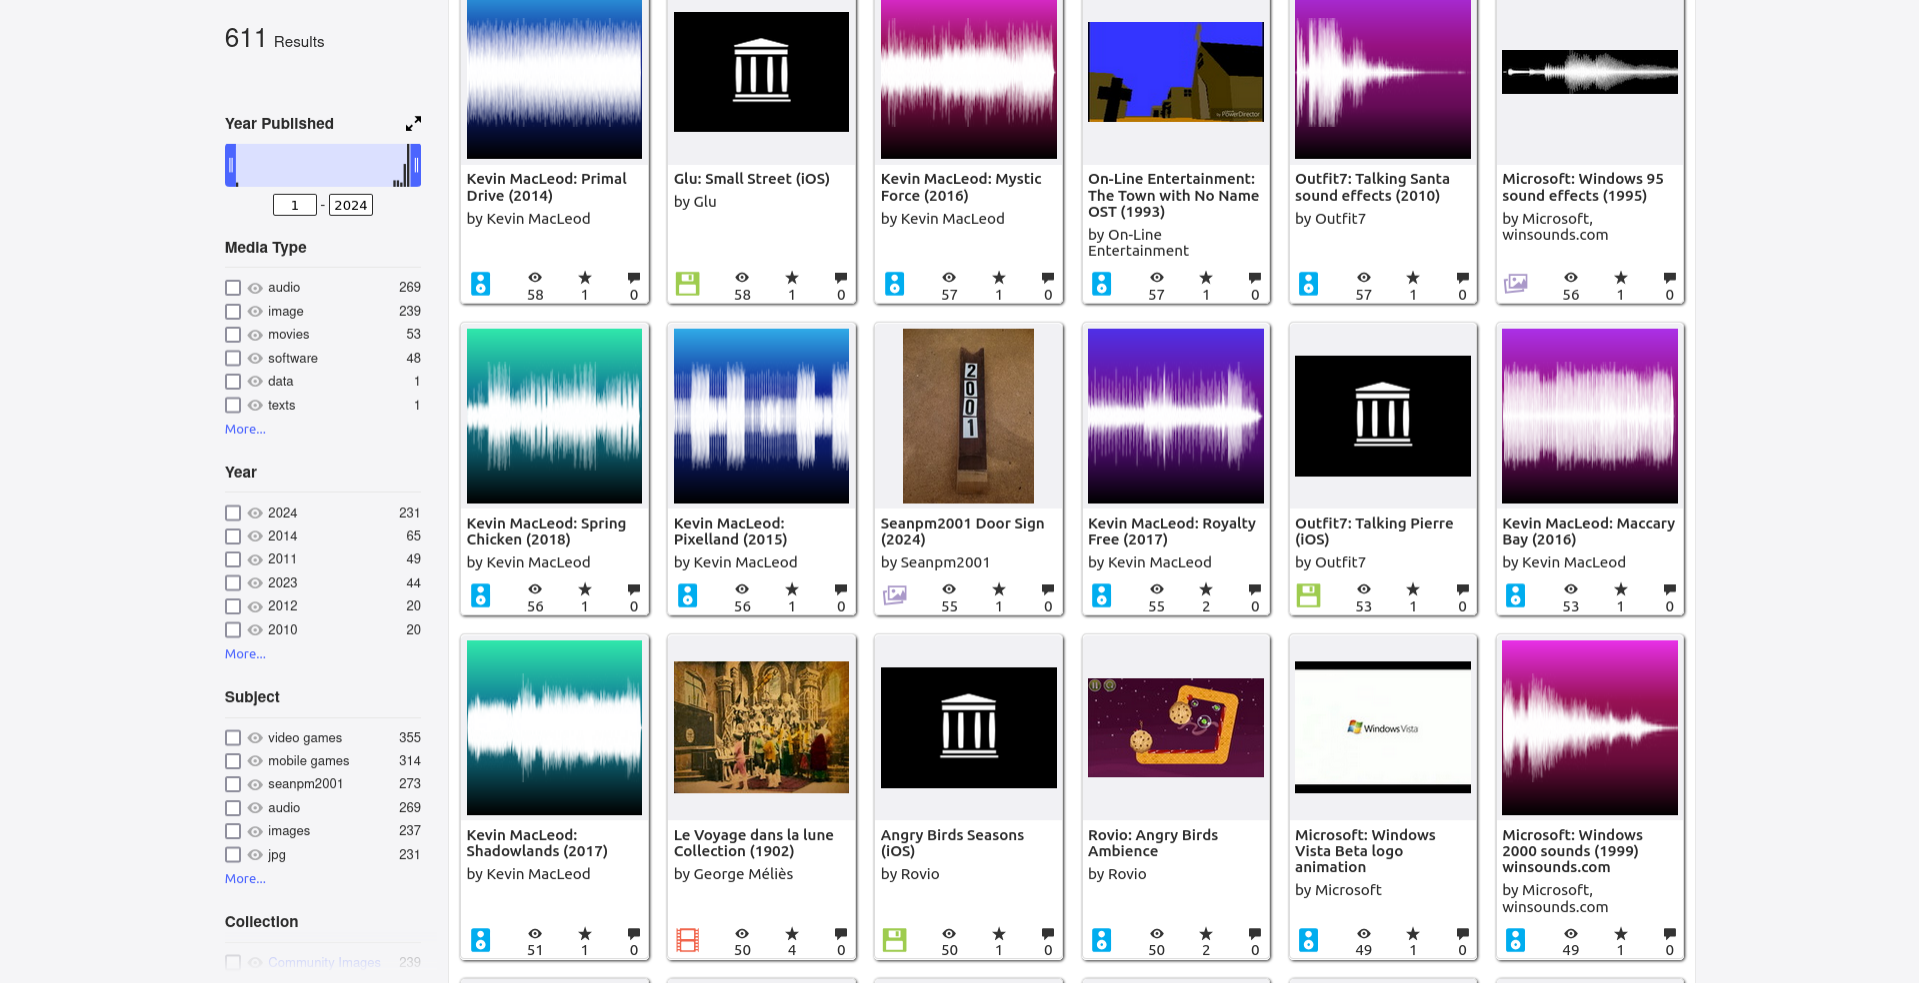 611 Results
Year Published
1 - 2024
Media Type
audio 269
image 239
movies 53
software 48
data 1
texts 1
More...
Year
2024 231
2014 65
2011 49
2023 44
2012 20
2010 20
More...
Subject
video games 355
mobile games 314
seanpm2001 273
audio 269
images 237
jpg 231
More...
Collection
Community Images 239
Kevin MacLeod: Primal
Drive (2014)
by Kevin MacLeod
58 1 0
Glu: Small Street (iOS)
by Glu
58 1 0
Kevin MacLeod: Mystic
Force (2016)
by Kevin MacLeod
57 1 0
by PowerDirector
On-Line Entertainment:
The Town with No Name
OST (1993)
by On-Line
Entertainment
57 1 0
Outfit7: Talking Santa
sound effects (2010)
by Outfit7
57 1 0
Microsoft: Windows 95
sound effects (1995)
by Microsoft,
winsounds.com
56 1 0
Kevin MacLeod: Spring
Chicken (2018)
by Kevin MacLeod
56 1 0
Kevin MacLeod:
Pixelland (2015)
by Kevin MacLeod
56 1 0
2
0
0
1
Seanpm2001 Door Sign
(2024)
by Seanpm2001
55 1 0
Kevin MacLeod: Royalty
Free (2017)
by Kevin MacLeod
55 2 0
Outfit7: Talking Pierre
(iOS)
by Outfit7
53 1 0
Kevin MacLeod: Maccary
Bay (2016)
by Kevin MacLeod
53 1 0
Kevin MacLeod:
Shadowlands (2017)
by Kevin MacLeod
51 1 0
Le Voyage dans la lune
Collection (1902)
by George Méliès
50 4 0
Angry Birds Seasons
(iOS)
by Rovio
50 1 0
Rovio: Angry Birds
Ambience
by Rovio
50 2 0
Windows Vista
Microsoft: Windows
Vista Beta logo
animation
by Microsoft
49 1 0
Microsoft: Windows
2000 sounds (1999)
winsounds.com
by Microsoft,
winsounds.com
49 1 0